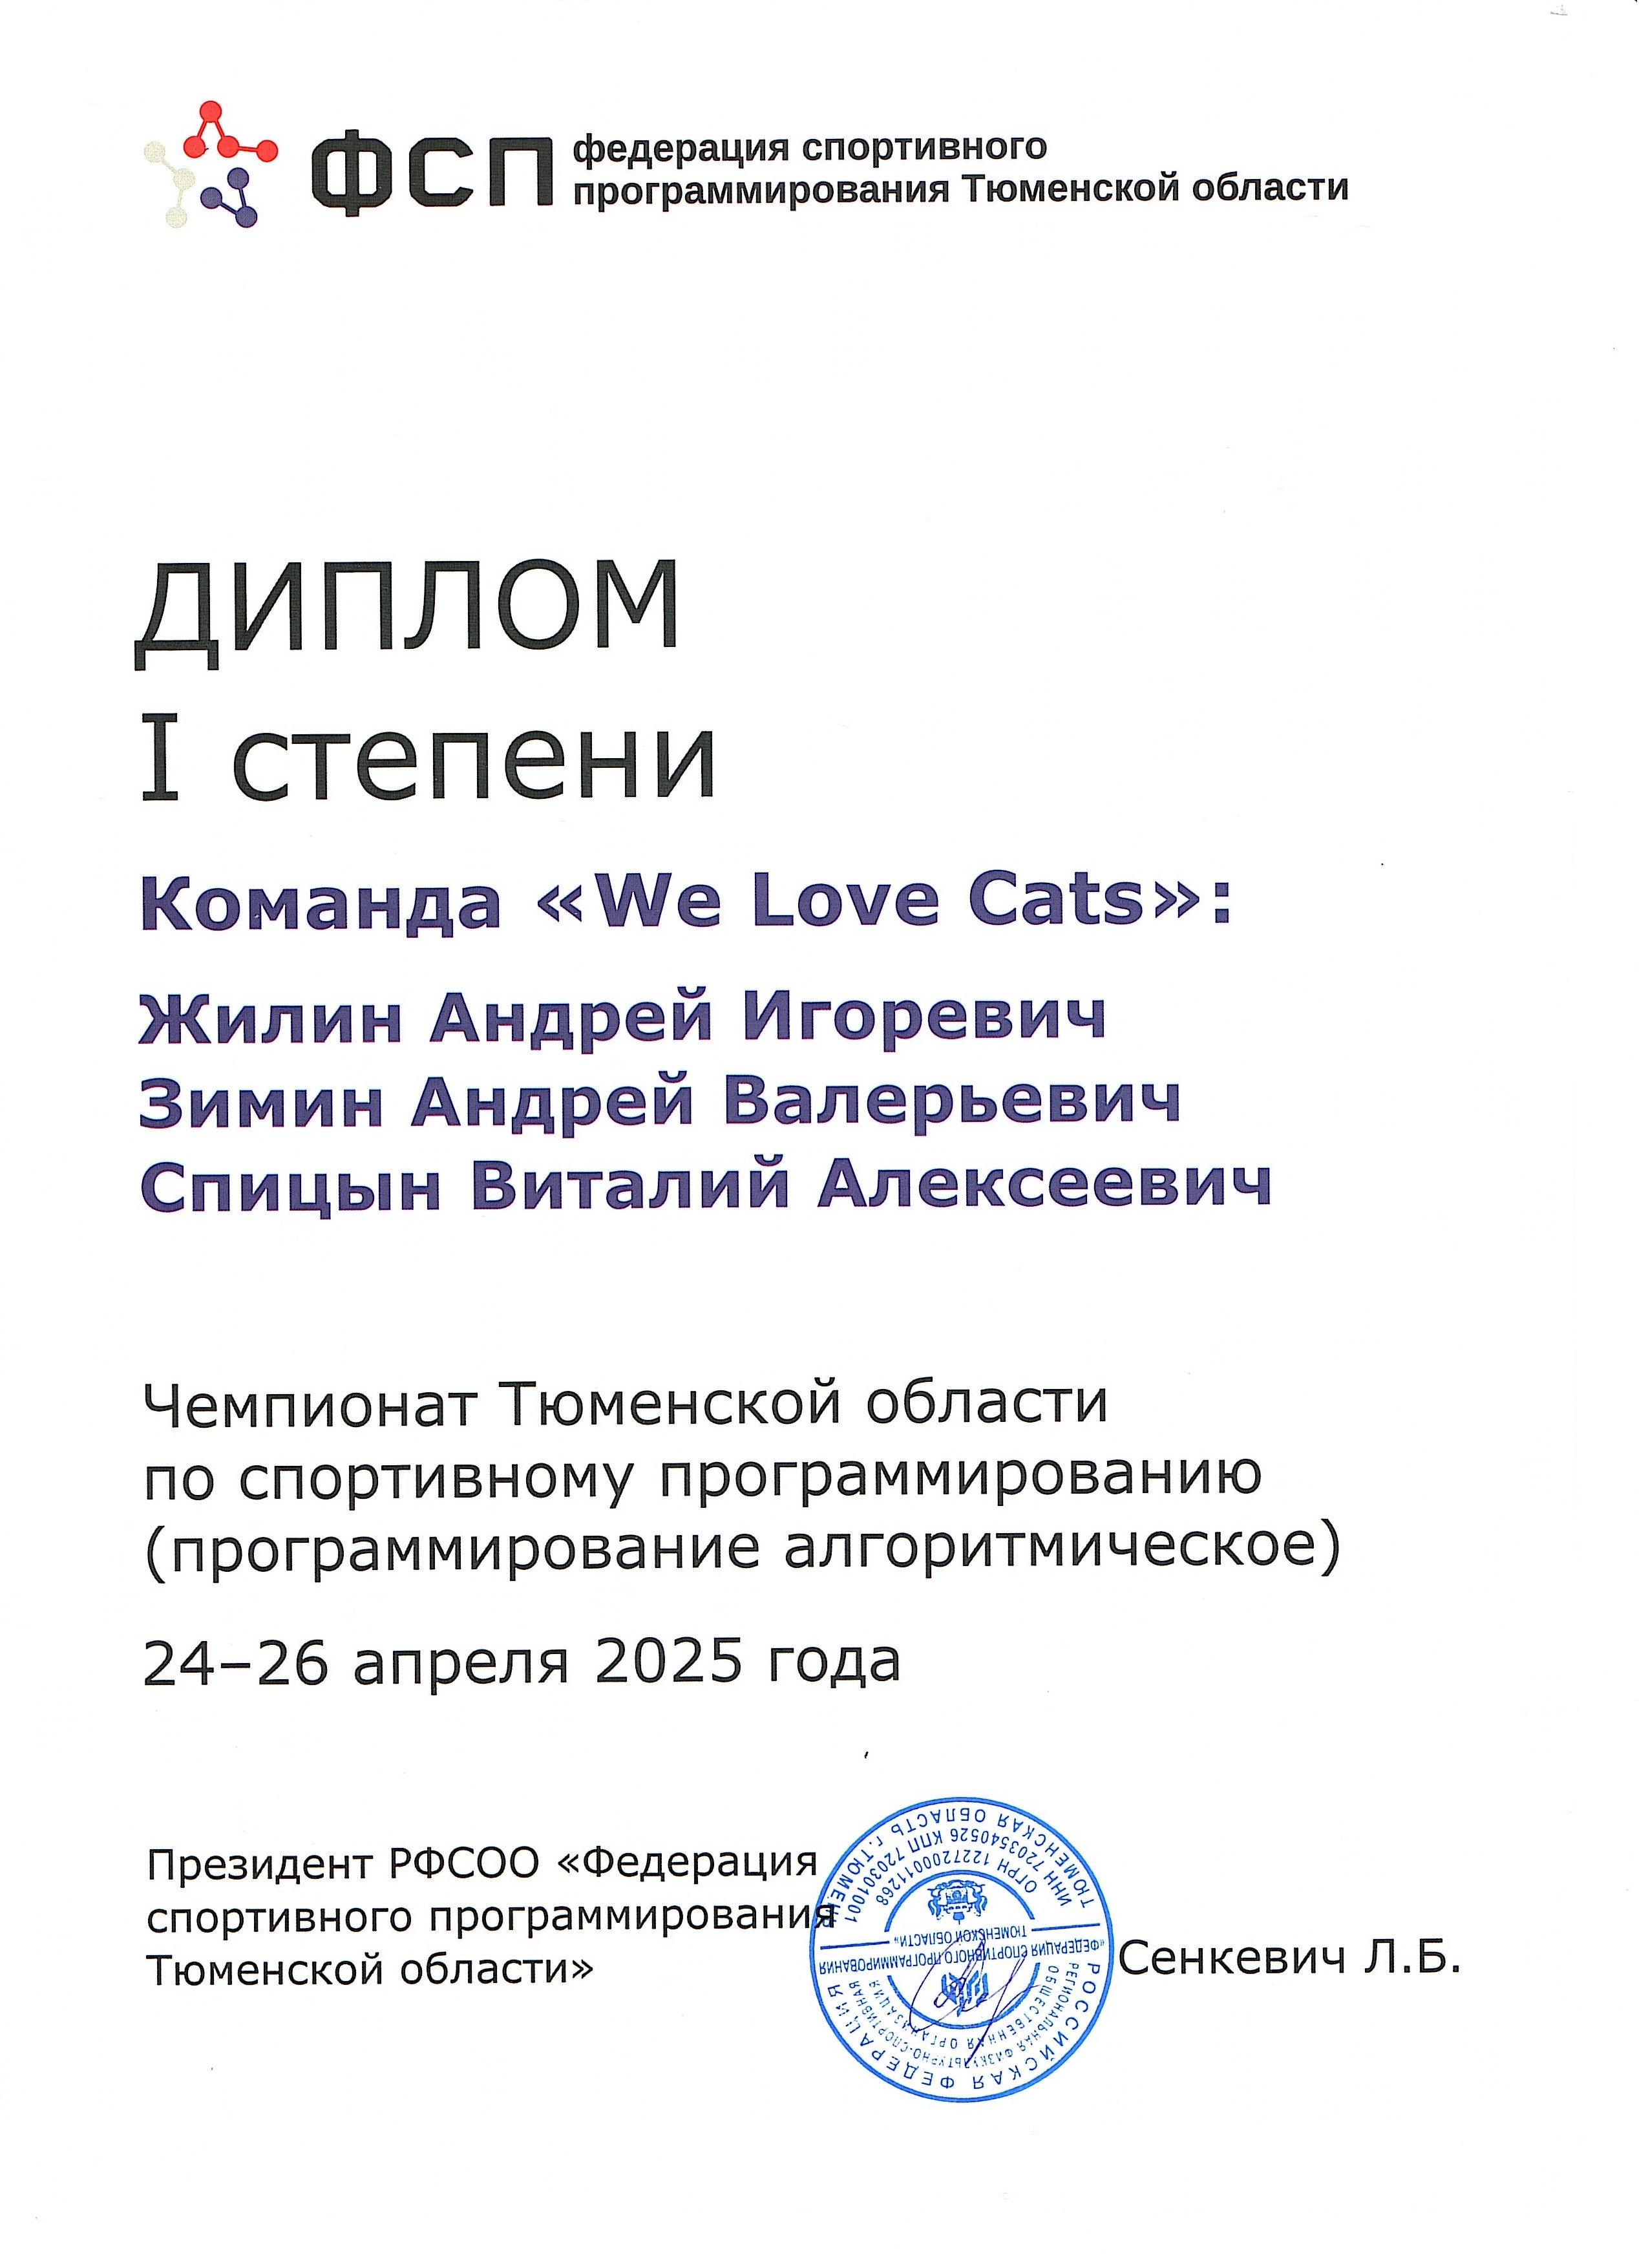 ФСП
федерация спортивного
программирования Тюменской области
ДИПЛОМ
I степени
Команда «We Love Cats»:
Жилин Андрей Игоревич
Зимин Андрей Валерьевич
Спицын Виталий Алексеевич
Чемпионат Тюменской области
по спортивному программированию
(программирование алгоритмическое)
24–26 апреля 2025 года
Президент РФСОО «Федерация
спортивного программирования
Тюменской области»
Сенкевич Л.Б.
РОССИЙСКАЯ ФЕДЕРАЦИЯ
ТЮМЕНСКАЯ ОБЛАСТЬ г. ТЮМЕНЬ
РЕГИОНАЛЬНАЯ ФИЗКУЛЬТУРНО-СПОРТИВНАЯ
ОБЩЕСТВЕННАЯ ОРГАНИЗАЦИЯ
«ФЕДЕРАЦИЯ СПОРТИВНОГО ПРОГРАММИРОВАНИЯ
ТЮМЕНСКОЙ ОБЛАСТИ»
ОГРН 1227200011268
ИНН 7203540526 КПП 720301001